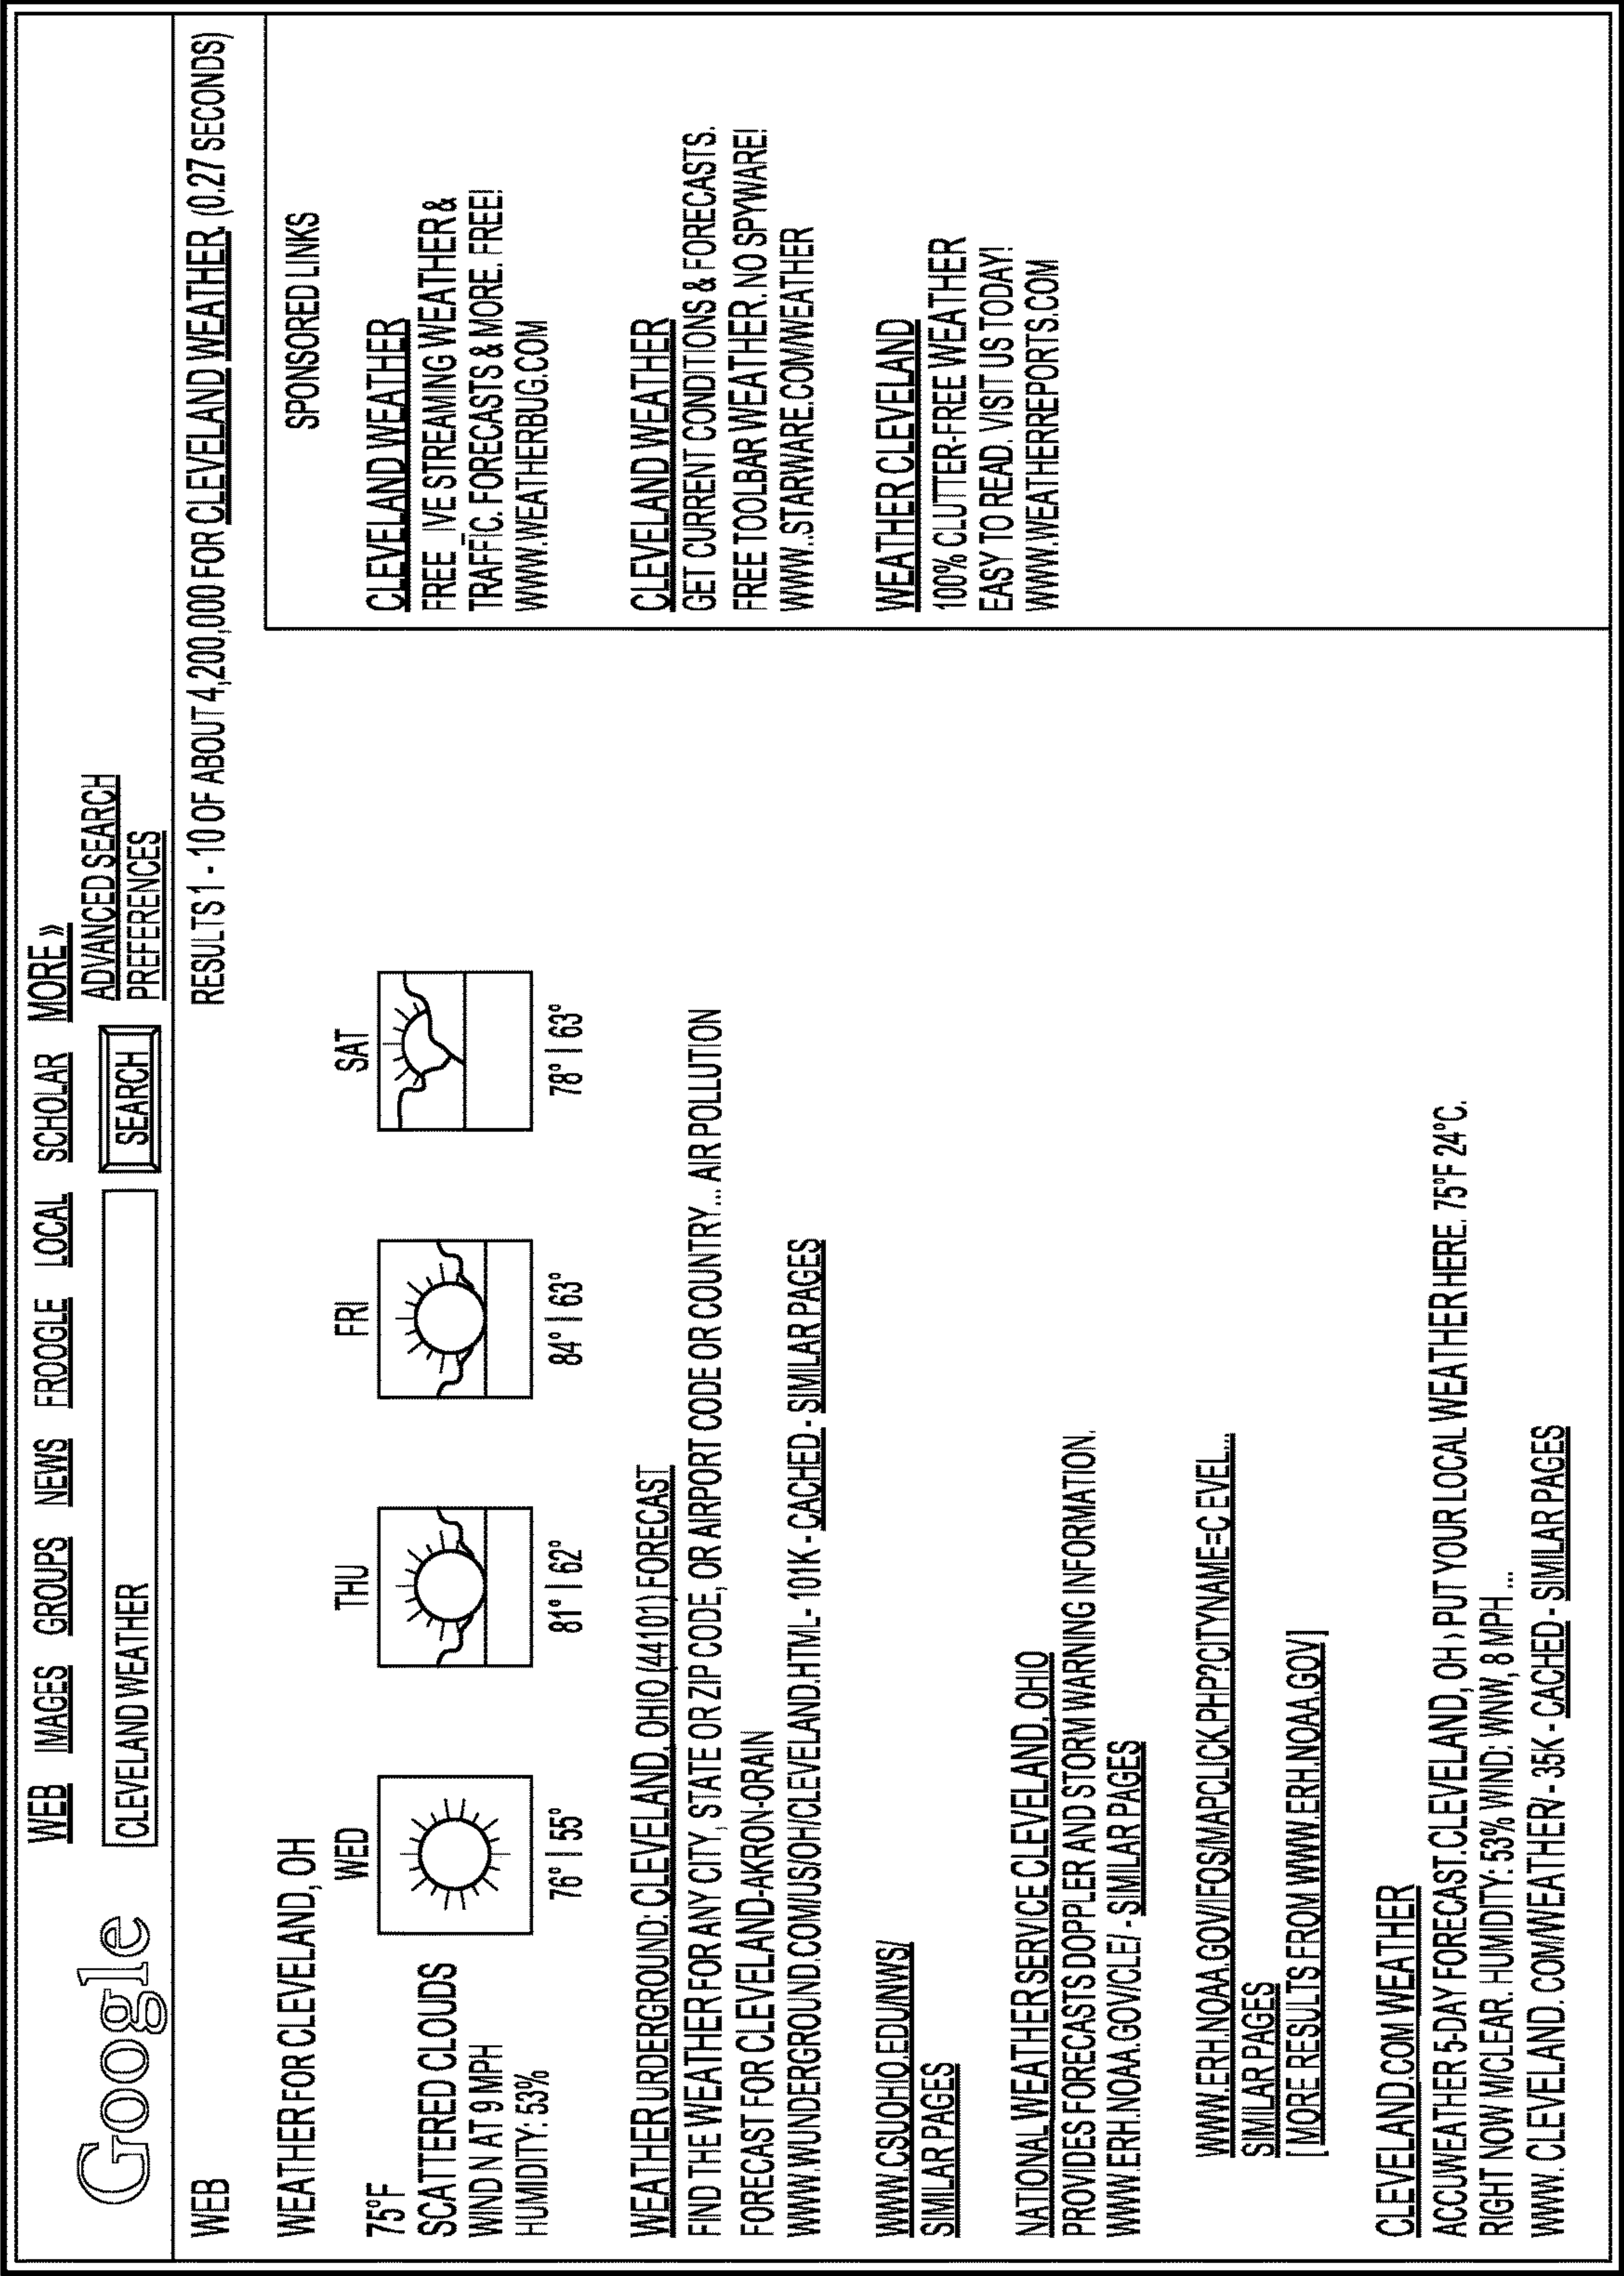 Google
WEB IMAGES GROUPS NEWS FROOGLE LOCAL SCHOLAR MORE »
CLEVELAND WEATHER
SEARCH
ADVANCED SEARCH
PREFERENCES
WEB
RESULTS 1 - 10 OF ABOUT 4,200,000 FOR CLEVELAND WEATHER. (0.27 SECONDS)
WEATHER FOR CLEVELAND, OH
75°F
SCATTERED CLOUDS
WIND N AT 9 MPH
HUMIDITY: 53%
WED THU FRI SAT
76° | 55° 81° | 62° 84° | 63° 78° | 63°
WEATHER URDERGROUND: CLEVELAND, OHIO (44101) FORECAST
FIND THE WEATHER FOR ANY CITY, STATE OR ZIP CODE, OR AIRPORT CODE OR COUNTRY... AIR POLLUTION
FORECAST FOR CLEVELAND-AKRON-ORAIN
WWW.WUNDERGROUND.COM/US/OH/CLEVELAND.HTML- 101K - CACHED - SIMILAR PAGES
WWW.CSUOHIO.EDU/NWS/
SIMILAR PAGES
NATIONAL WEATHER SERVICE CLEVELAND, OHIO
PROVIDES FORECASTS DOPPLER AND STORM WARNING INFORMATION.
WWW.ERH.NOAA.GOV/CLE/ - SIMILAR PAGES
WWW.ERH.NOAA.GOV/IFOS/MAPCLICK.PHP?CITYNAME=C EVEL...
SIMILAR PAGES
[MORE RESULTS FROM WWW.ERH.NOAA.GOV]
CLEVELAND.COM WEATHER
ACCUWEATHER 5-DAY FORECAST.CLEVELAND, OH › PUT YOUR LOCAL WEATHER HERE. 75°F 24°C.
RIGHT NOW M/CLEAR. HUMIDITY: 53% WIND: WNW, 8 MPH ...
WWW. CLEVELAND. COM/WEATHER/- 35K - CACHED - SIMILAR PAGES
SPONSORED LINKS
CLEVELAND WEATHER
FREE _IVE STREAMING WEATHER &
TRAFFIC. FORECASTS & MORE. FREE!
WWW.WEATHERBUG.COM
CLEVELAND WEATHER
GET CURRENT CONDITIONS & FORECASTS.
FREE TOOLBAR WEATHER. NO SPYWARE!
WWW..STARWARE.COM/WEATHER
WEATHER CLEVELAND
100% CLUTTER-FREE WEATHER
EASY TO READ. VISIT US TODAY!
WWW.WEATHERREPORTS.COM